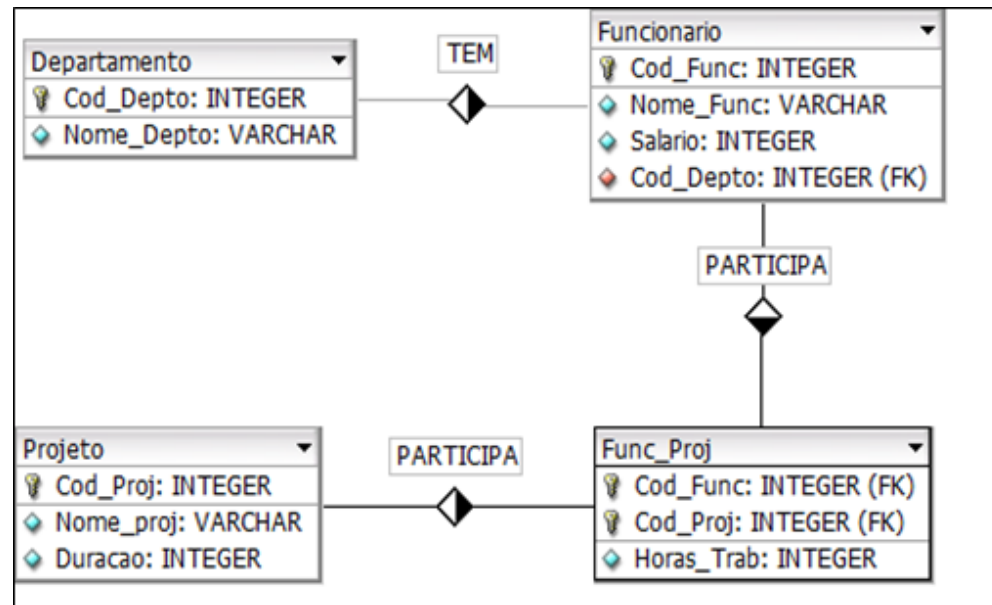 Departamento
Cod_Depto: INTEGER
Nome_Depto: VARCHAR
TEM
Funcionario
Cod_Func: INTEGER
Nome_Func: VARCHAR
Salario: INTEGER
Cod_Depto: INTEGER (FK)
PARTICIPA
Projeto
Cod_Proj: INTEGER
Nome_proj: VARCHAR
Duracao: INTEGER
PARTICIPA
Func_Proj
Cod_Func: INTEGER (FK)
Cod_Proj: INTEGER (FK)
Horas_Trab: INTEGER